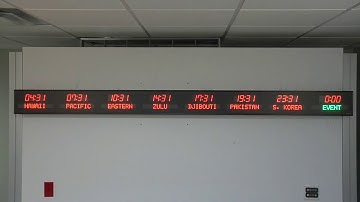 04:31 07:31 10:31 14:31 17:31 19:31 23:31 0:00
HAWAII PACIFIC EASTERN ZULU DJIBOUTI PAKISTAN S. KOREA EVENT